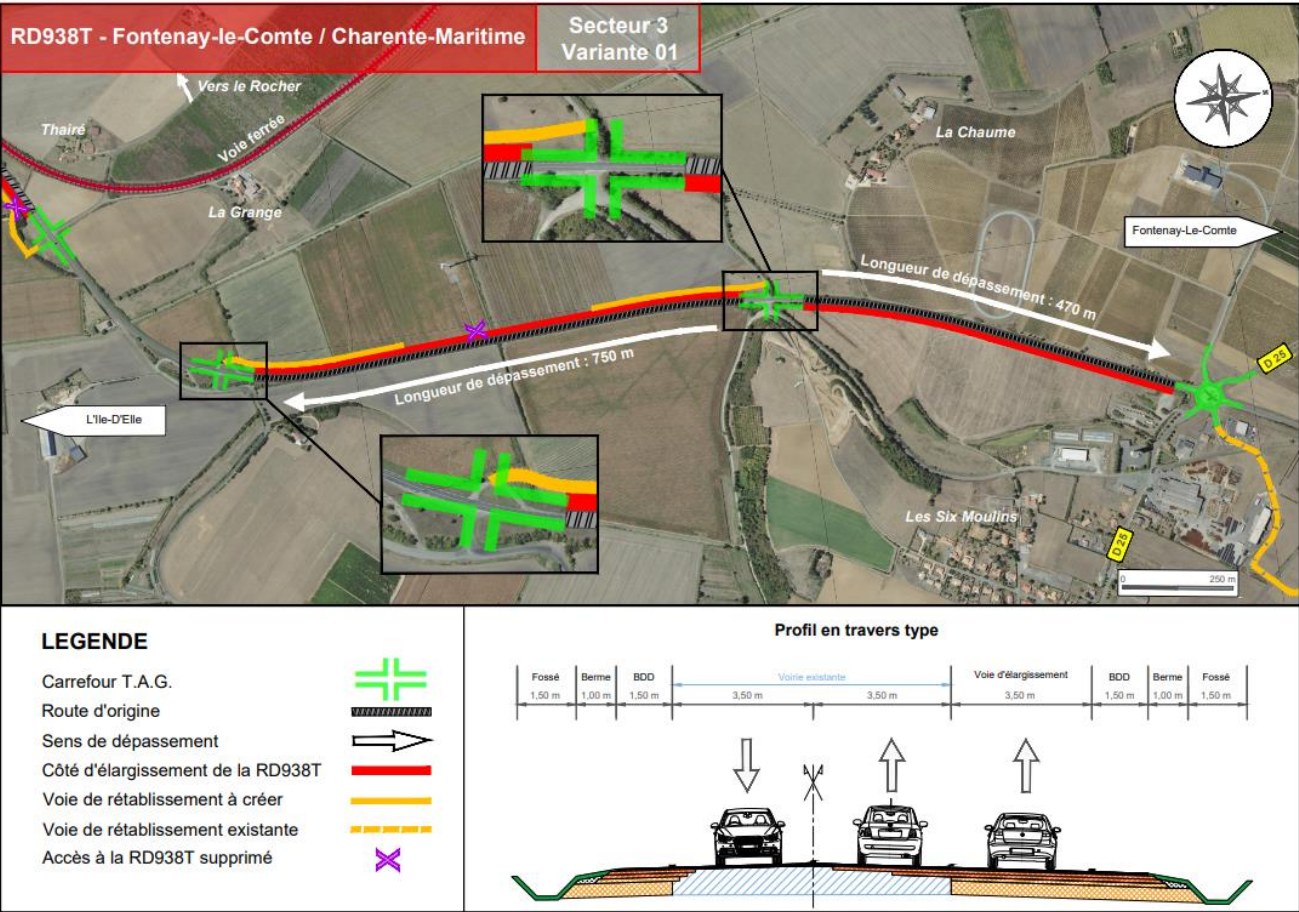 RD938T - Fontenay-le-Comte / Charente-Maritime
Secteur 3
Variante 01
Vers le Rocher
Thairé
Voie ferrée
La Grange
La Chaume
Fontenay-Le-Comte
Longueur de dépassement : 470 m
Longueur de dépassement : 750 m
D 25
L'Ile-D'Elle
Les Six Moulins
D 25
0 250 m
LEGENDE
Carrefour T.A.G.
Route d'origine
Sens de dépassement
Côté d'élargissement de la RD938T
Voie de rétablissement à créer
Voie de rétablissement existante
Accès à la RD938T supprimé
Profil en travers type
Fossé Berme BDD Voirie existante Voie d'élargissement BDD Berme Fossé
1,50 m 1,00 m 1,50 m 3,50 m 3,50 m 3,50 m 1,50 m 1,00 m 1,50 m